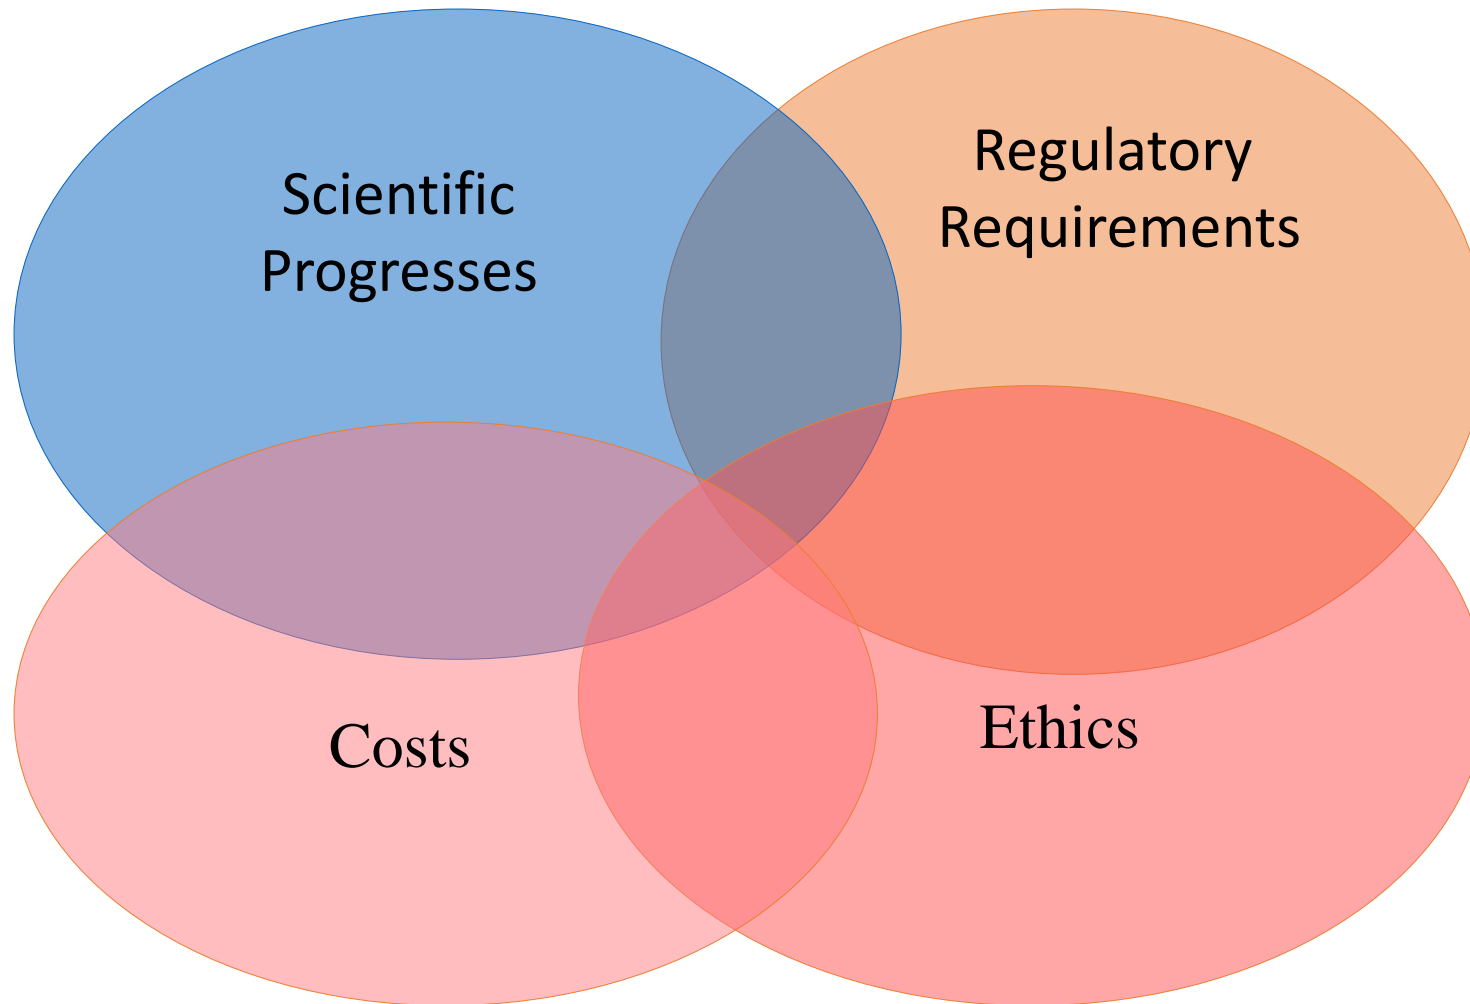 Scientific
Progresses
Regulatory
Requirements
Costs
Ethics